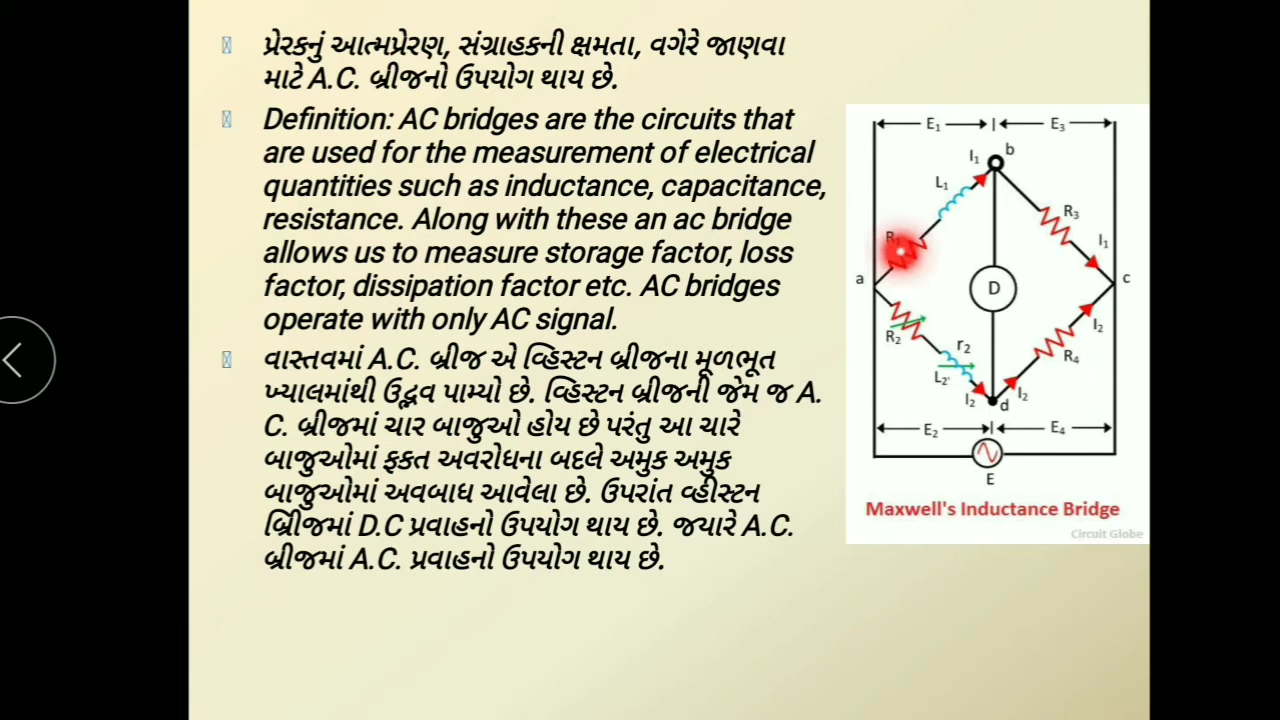 પ્રેરકનું આત્મપ્રેરણ, સંગ્રાહકની ક્ષમતા, વગેરે જાણવા
માટે A.C. બ્રીજનો ઉપયોગ થાય છે.
Definition: AC bridges are the circuits that
are used for the measurement of electrical
quantities such as inductance, capacitance,
resistance. Along with these an ac bridge
allows us to measure storage factor, loss
factor, dissipation factor etc. AC bridges
operate with only AC signal.
વાસ્તવમાં A.C. બ્રીજ એ વ્હિસ્ટન બ્રીજના મૂળભૂત
ખ્યાલમાંથી ઉદ્ભવ પામ્યો છે. વ્હિસ્ટન બ્રીજની જેમ જ A.
C. બ્રીજમાં ચાર બાજુઓ હોય છે પરંતુ આ ચારે
બાજુઓમાં ફકત અવરોધના બદલે અમુક અમુક
બાજુઓમાં અવબાધ આવેલા છે. ઉપરાંત વ્હીસ્ટન
બ્રિીજમાં D.C પ્રવાહનો ઉપયોગ થાય છે. જયારે A.C.
બ્રીજમાં A.C. પ્રવાહનો ઉપયોગ થાય છે.
E₁ E₃
I₁ b
L₁
R₁ R₃
I₁
a D c
R₂ r₂ I₂
L₂' R₄
I₂ d I₂
E₂ E₄
E
Maxwell's Inductance Bridge
Circuit Globe